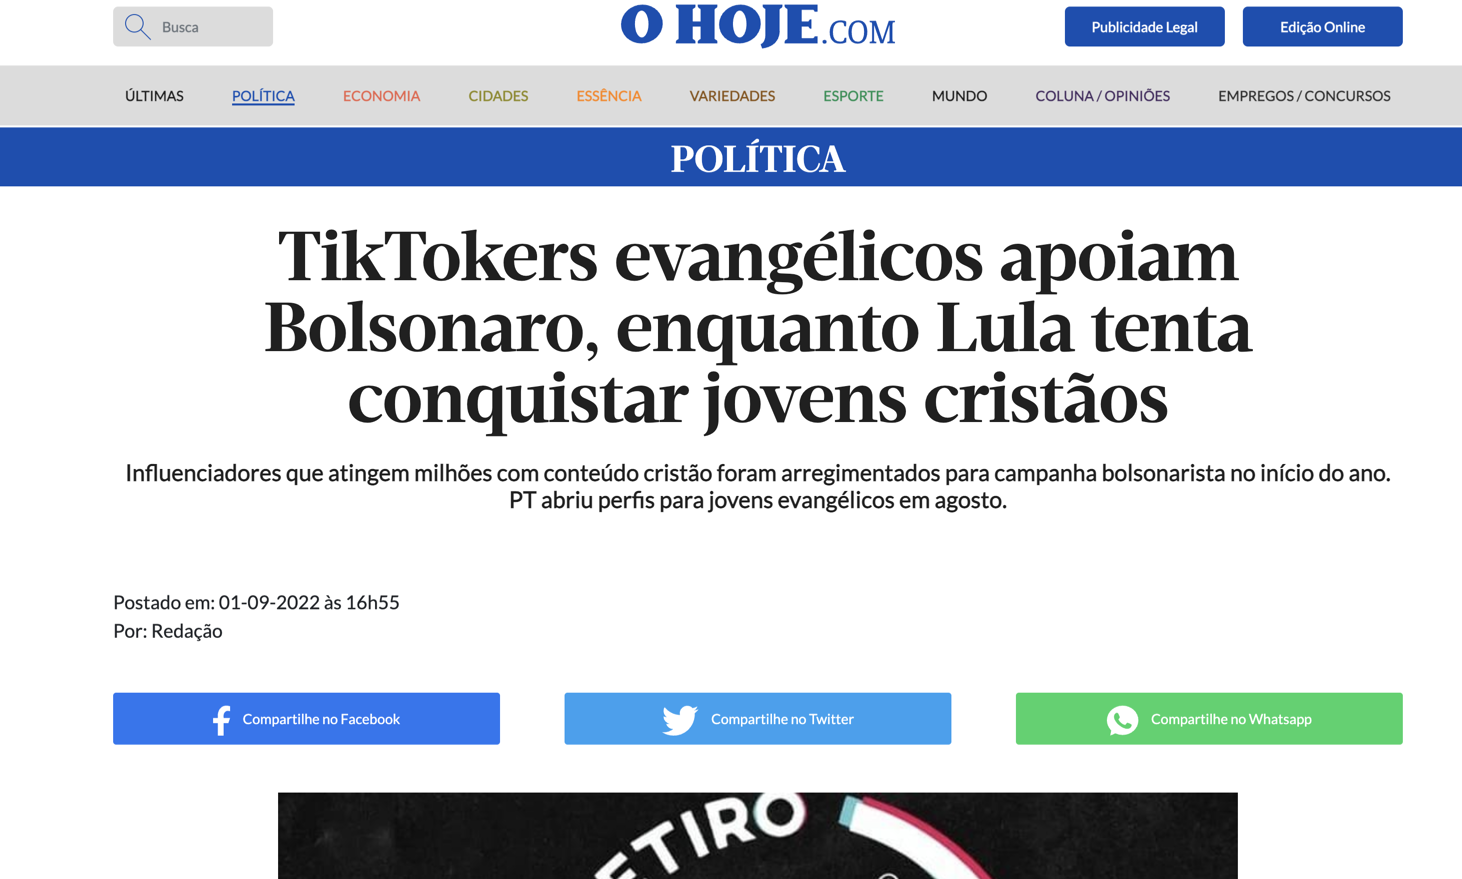 Busca
O HOJE.COM
Publicidade Legal
Edição Online
ÚLTIMAS
POLÍTICA
ECONOMIA
CIDADES
ESSÊNCIA
VARIEDADES
ESPORTE
MUNDO
COLUNA / OPINIÕES
EMPREGOS / CONCURSOS
POLÍTICA
TikTokers evangélicos apoiam
Bolsonaro, enquanto Lula tenta
conquistar jovens cristãos
Influenciadores que atingem milhões com conteúdo cristão foram arregimentados para campanha bolsonarista no início do ano.
PT abriu perfis para jovens evangélicos em agosto.
Postado em: 01-09-2022 às 16h55
Por: Redação
Compartilhe no Facebook
Compartilhe no Twitter
Compartilhe no Whatsapp